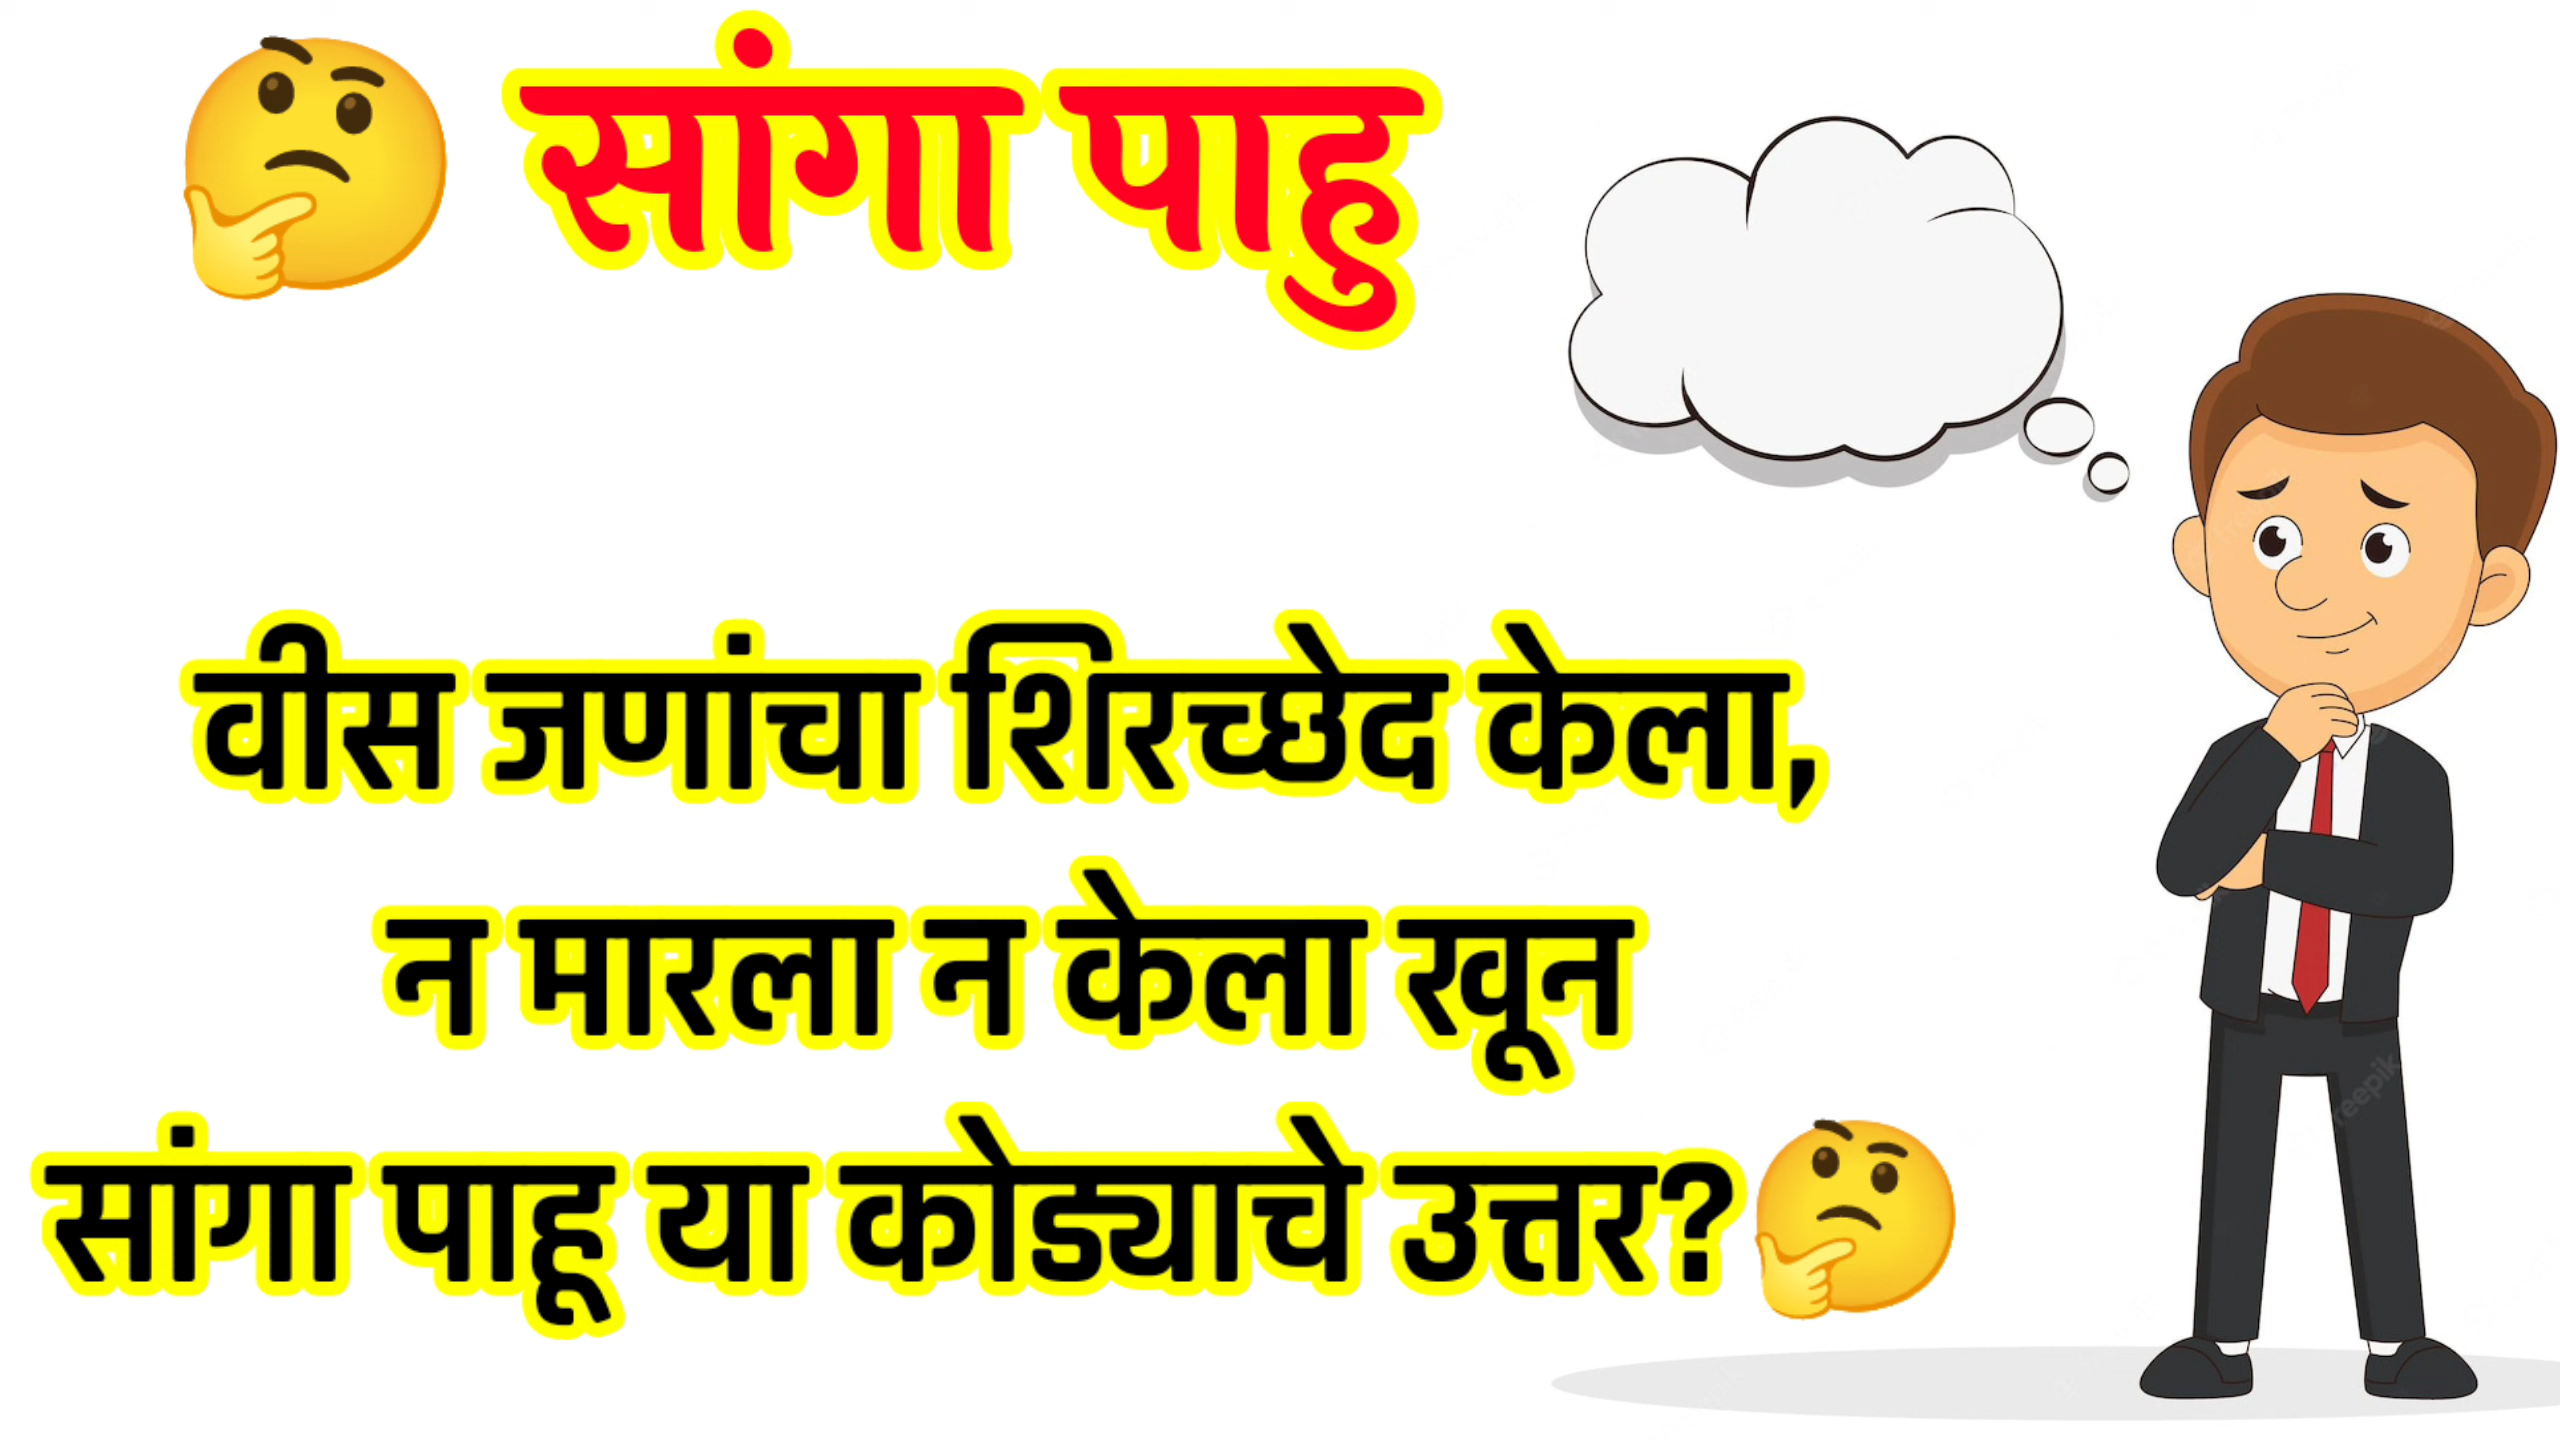 सांगा पाहु
वीस जणांचा शिरच्छेद केला,
न मारला न केला खून
सांगा पाहू या कोड्याचे उत्तर?